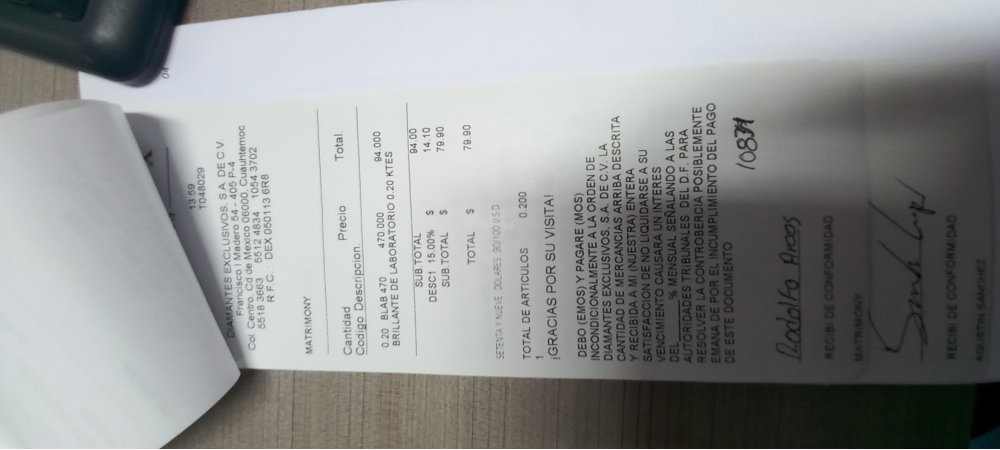 13:59
T048029
DIAMANTES EXCLUSIVOS, S.A. DE C.V.
Francisco I Madero 54 - 405 P-4
Col. Centro, Cd de Mexico 06000, Cuauhtemoc
5518 3663 5512 4834 1054 3702
R.F.C. : DEX 050113 6R8
MATRIMONY
Cantidad Precio Total.
Codigo Descripcion
0.20 BLAB 470 470.000 94.000
BRILLANTE DE LABORATORIO 0.20 KTES
SUB.TOTAL 94.00
DESC1 15.00% $ 14.10
SUB.TOTAL $ 79.90
TOTAL $ 79.90
SETENTA Y NUEVE DOLARES 90/100 U.S.D.
TOTAL DE ARTICULOS 0.200
1
¡GRACIAS POR SU VISITA!
DEBO (EMOS) Y PAGARE (MOS)
INCONDICIONALMENTE A LA ORDEN DE
DIAMANTES EXCLUSIVOS, S.A. DE C.V. LA
CANTIDAD DE MERCANCIAS ARRIBA DESCRITA
Y RECIBIDA A MI (NUESTRA) ENTERA
SATISFACCION DE NO LIQUIDARSE A SU
VENCIMIENTO CAUSARA UN INTERES
DEL ____% MENSUAL SEÑALANDO A LAS
AUTORIDADES TRIBUNALES DEL D.F. PARA
RESOLVER LA CONTROBERCIA POSIBLEMENTE
EMANA DE POR EL INCUMPLIMIENTO DEL PAGO
DE ESTE DOCUMENTO
Rodolfo Arcos
RECIBI DE CONFORMIDAD
MATRIMONY
RECIBI DE CONFORMIDAD
AGUSTIN SANCHEZ